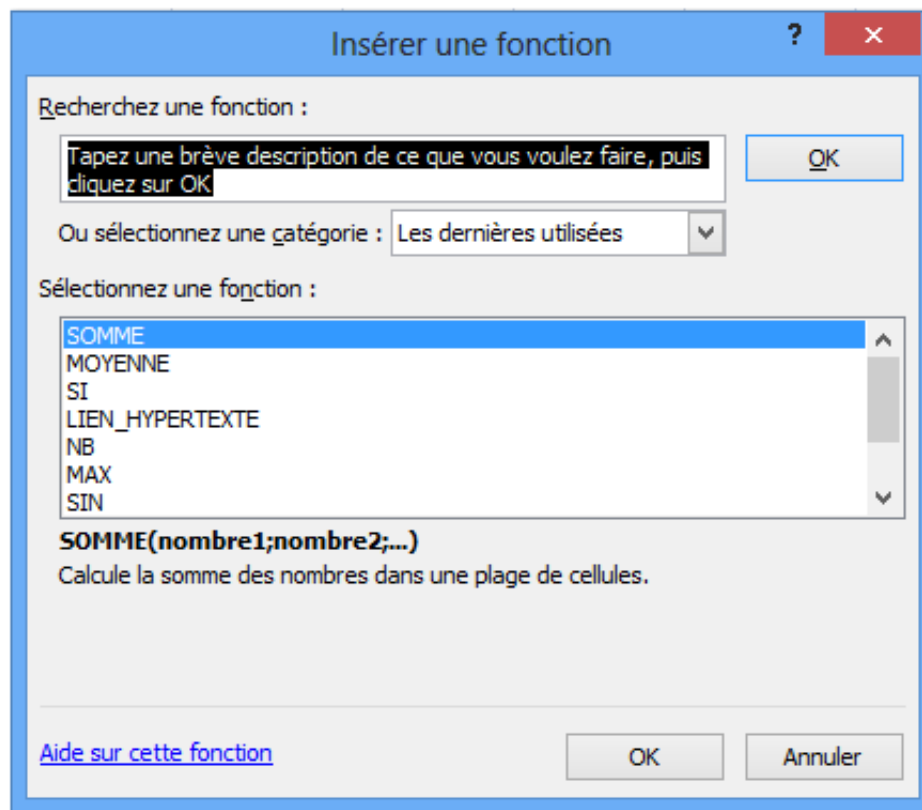 Insérer une fonction
?
Recherchez une fonction :
Tapez une brève description de ce que vous voulez faire, puis
cliquez sur OK
OK
Ou sélectionnez une catégorie : Les dernières utilisées
Sélectionnez une fonction :
SOMME
MOYENNE
SI
LIEN_HYPERTEXTE
NB
MAX
SIN
SOMME(nombre1;nombre2;...)
Calcule la somme des nombres dans une plage de cellules.
Aide sur cette fonction
OK
Annuler